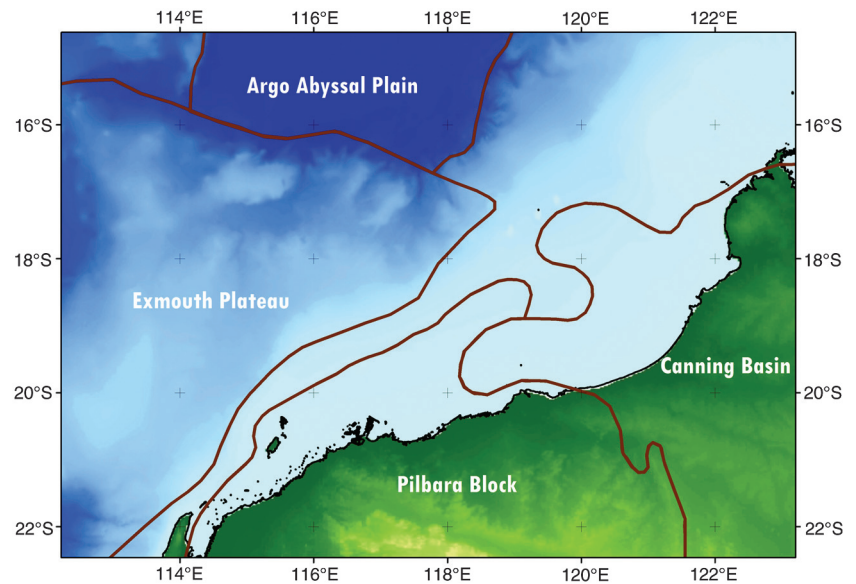 114°E 116°E 118°E 120°E 122°E
Argo Abyssal Plain
16°S 16°S
18°S 18°S
Exmouth Plateau
Canning Basin
20°S 20°S
Pilbara Block
22°S 22°S
114°E 116°E 118°E 120°E 122°E